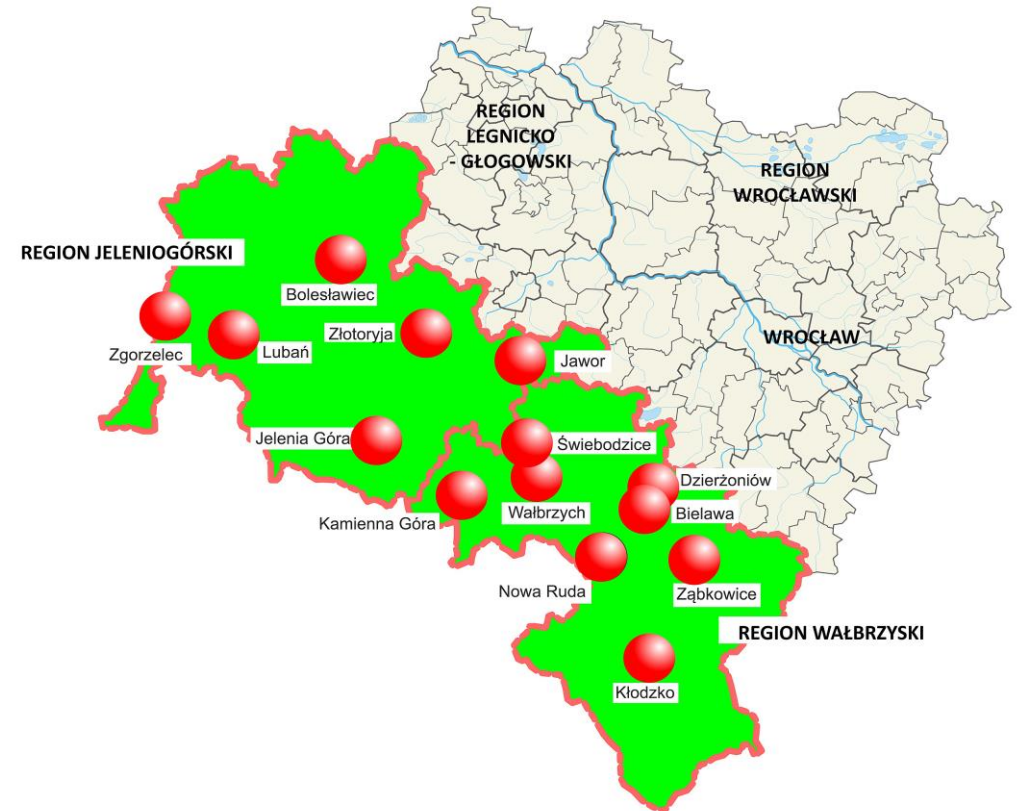 REGION
LEGNICKO
- GŁOGOWSKI
REGION
WROCŁAWSKI
REGION JELENIOGÓRSKI
Bolesławiec
Złotoryja
WROCŁAW
Zgorzelec
Lubań
Jawor
Jelenia Góra
Świebodzice
Dzierżoniów
Kamienna Góra
Wałbrzych
Bielawa
Nowa Ruda
Ząbkowice
REGION WAŁBRZYSKI
Kłodzko